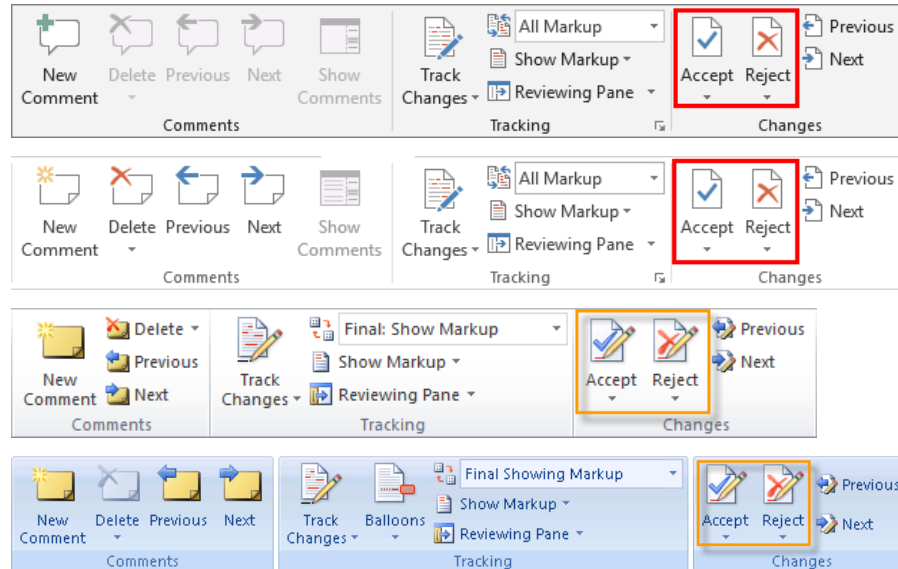 New Comment Delete Previous Next Show Comments Track Changes All Markup Show Markup Reviewing Pane Accept Reject Previous Next
Comments Tracking Changes
New Comment Delete Previous Next Show Comments Track Changes All Markup Show Markup Reviewing Pane Accept Reject Previous Next
Comments Tracking Changes
New Comment Delete Previous Next Track Changes Final: Show Markup Show Markup Reviewing Pane Accept Reject Previous Next
Comments Tracking Changes
New Comment Delete Previous Next Track Changes Balloons Final Showing Markup Show Markup Reviewing Pane Accept Reject Previous Next
Comments Tracking Changes